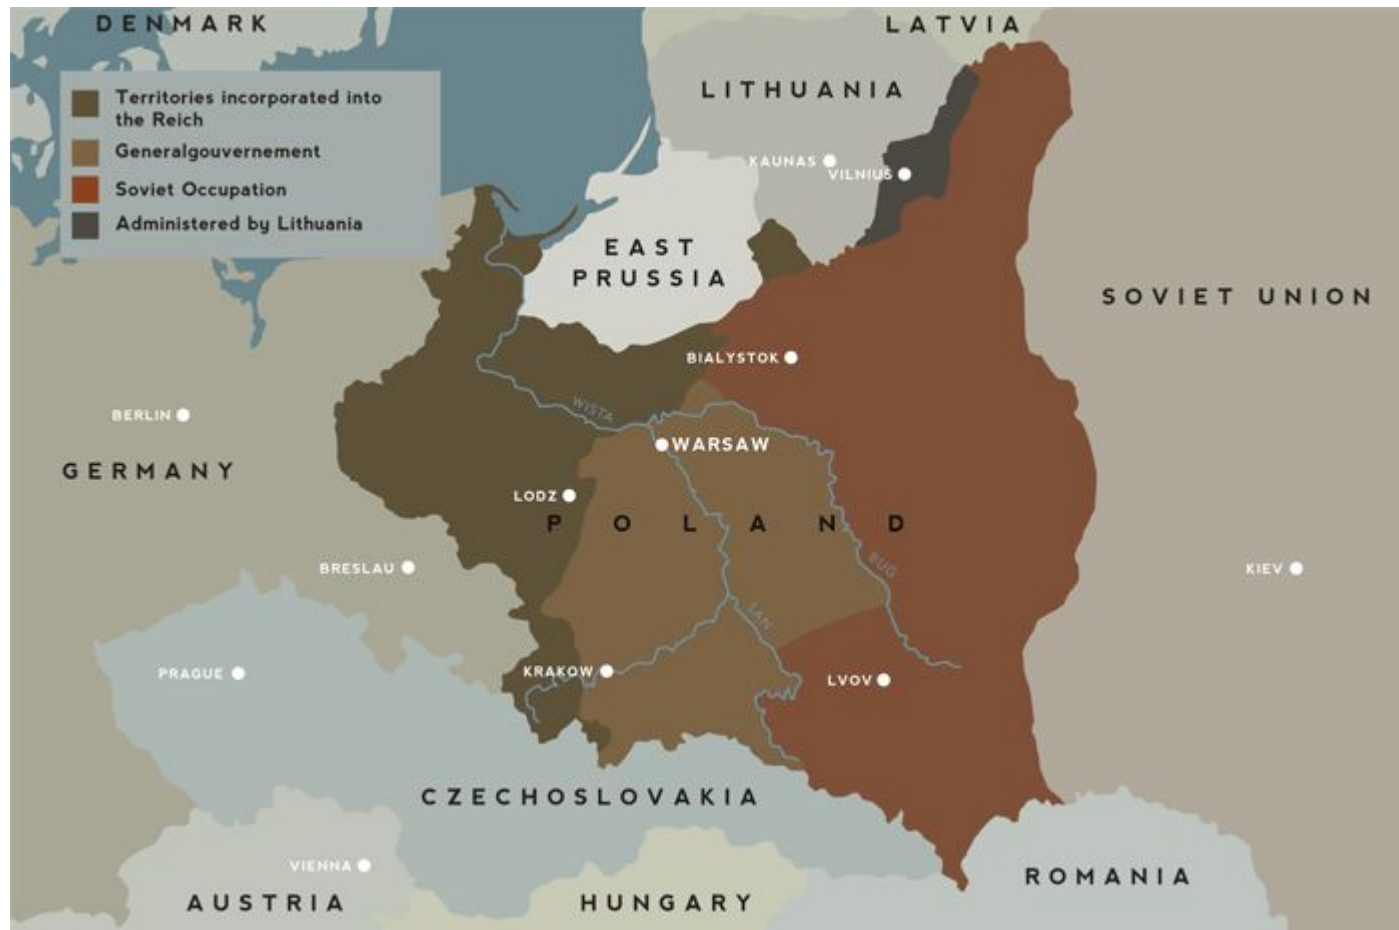 DENMARK
LATVIA
Territories incorporated into
the Reich
Generalgouvernement
Soviet Occupation
Administered by Lithuania
LITHUANIA
KAUNAS
VILNIUS
EAST
PRUSSIA
SOVIET UNION
BIALYSTOK
BERLIN
WISTA
WARSAW
GERMANY
LODZ
POLAND
BRESLAU
BUG
KIEV
SAN
PRAGUE
KRAKOW
LVOV
CZECHOSLOVAKIA
VIENNA
ROMANIA
AUSTRIA
HUNGARY